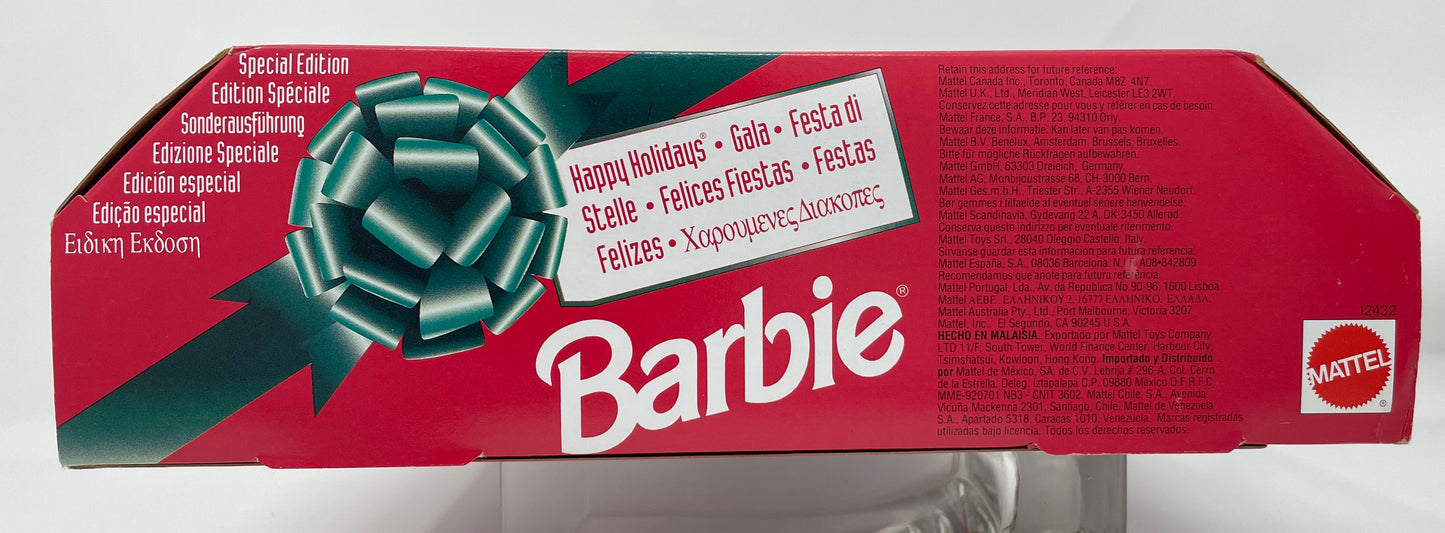 Special Edition
Edition Spéciale
Sonderausführung
Edizione Speciale
Edición especial
Edição especial
Ειδικη Εκδοση
Happy Holidays® • Gala • Festa di
Stelle • Felices Fiestas • Festas
Felizes • Χαρουμενες Διακοπες
Barbie®
Retain this address for future reference:
Mattel Canada Inc., Toronto, Canada M8Z 4N7.
Mattel U.K., Ltd., Meridian West, Leicester LE3 2WT.
Conservez cette adresse pour vous y référer en cas de besoin.
Mattel France, S.A., B.P. 23, 94310 Orly.
Bewaar deze informatie. Kan later van pas komen.
Mattel B.V. Benelux, Amsterdam, Brussels, Bruxelles.
Bitte für mögliche Rückfragen aufbewahren.
Mattel GmbH, 63303 Dreieich, Germany.
Mattel AG, Monbijoustrasse 68, CH-3000 Bern.
Mattel Ges.m.b.H., Triester Str., A-2355 Wiener Neudorf.
Bør gemmes i tilfaelde af eventuel senere henvendelse:
Mattel Scandinavia, Gydevang 22 A, DK-3450 Allerød.
Conserva questo indirizzo per eventuale riferimento.
Mattel Toys Srl., 28040 Oleggio Castello, Italy.
Sirvanse guardar esta informacion para futura referencia.
Mattel España, S.A., 08036 Barcelona. N.I.F. A08•842809
Recomendamos que anote para futura refêrencia.
Mattel Portugal, Lda., Av. da Republica No. 90-96, 1600 Lisboa.
Mattel AEBE, ΕΛΛΗΝΙΚΟΥ 2, 16777 ΕΛΛΗΝΙΚΟ, ΕΛΛΑΔΑ.
Mattel Australia Pty., Ltd., Port Melbourne, Victoria 3207
Mattel, Inc., El Segundo, CA 90245 U.S.A.
HECHO EN MALAISIA. Exportado por Mattel Toys Company
LTD 11/F; South Tower, World Finance Center, Harbour City,
Tsimshatsui, Kowloon, Hong Kong. Importado y Distribuido
por Mattel de México, S.A. de C.V. Lebrija # 296-A, Col. Cerro
de la Estrella, Deleg. Iztapalapa C.P. 09880 México D.F. R.F.C.
MME-920701 NB3 - CNIT 3602. Mattel Chile, S.A., Avenida
Vicuña Mackenna 2301, Santiago, Chile. Mattel de Venezuela
S.A., Apartado 5318, Caracas 1010, Venezuela. Marcas registradas
utilizadas bajo licencia. Todos los derechos reservados.
12432
MATTEL
®